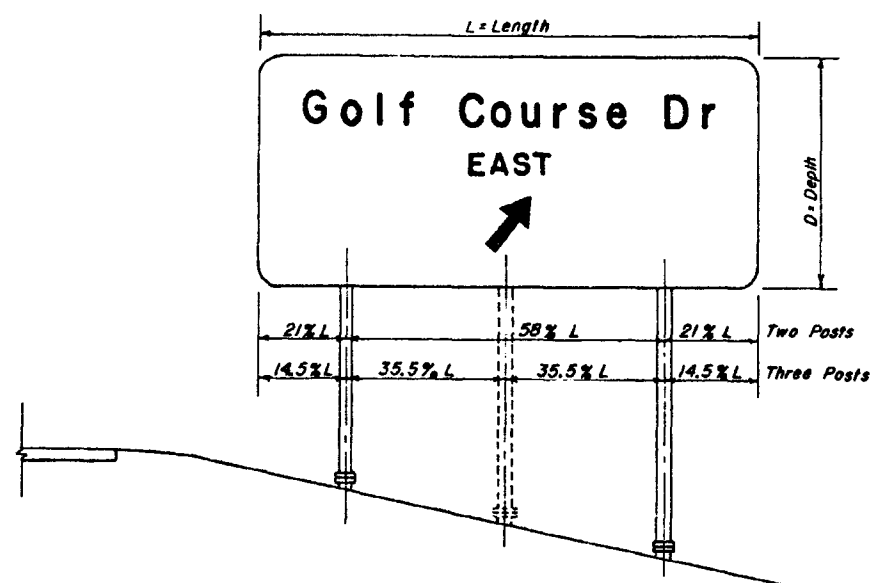 L = Length
Golf Course Dr
EAST
D = Depth
21% L 58% L 21% L Two Posts
14.5% L 35.5% L 35.5% L 14.5% L Three Posts